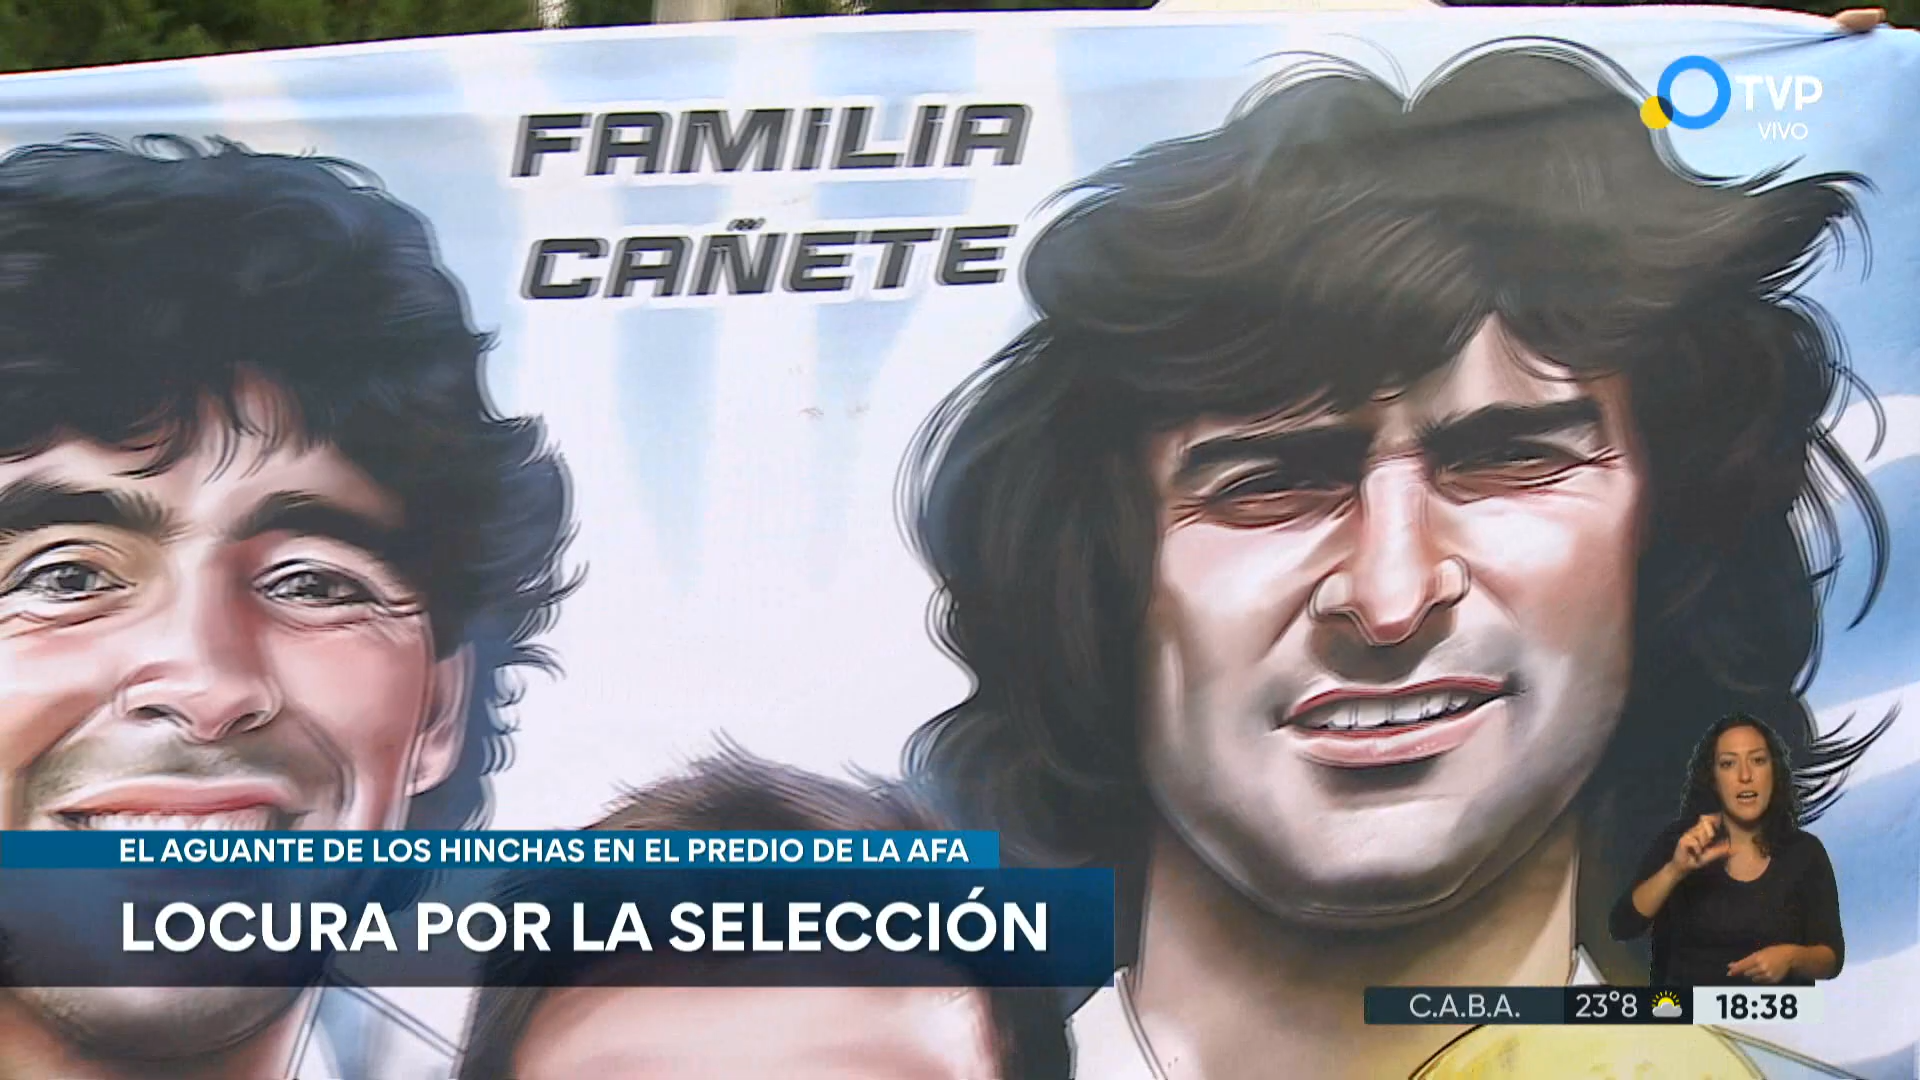 FAMILIA
CAÑETE
TVP
VIVO
EL AGUANTE DE LOS HINCHAS EN EL PREDIO DE LA AFA
LOCURA POR LA SELECCIÓN
C.A.B.A. 23°8 18:38